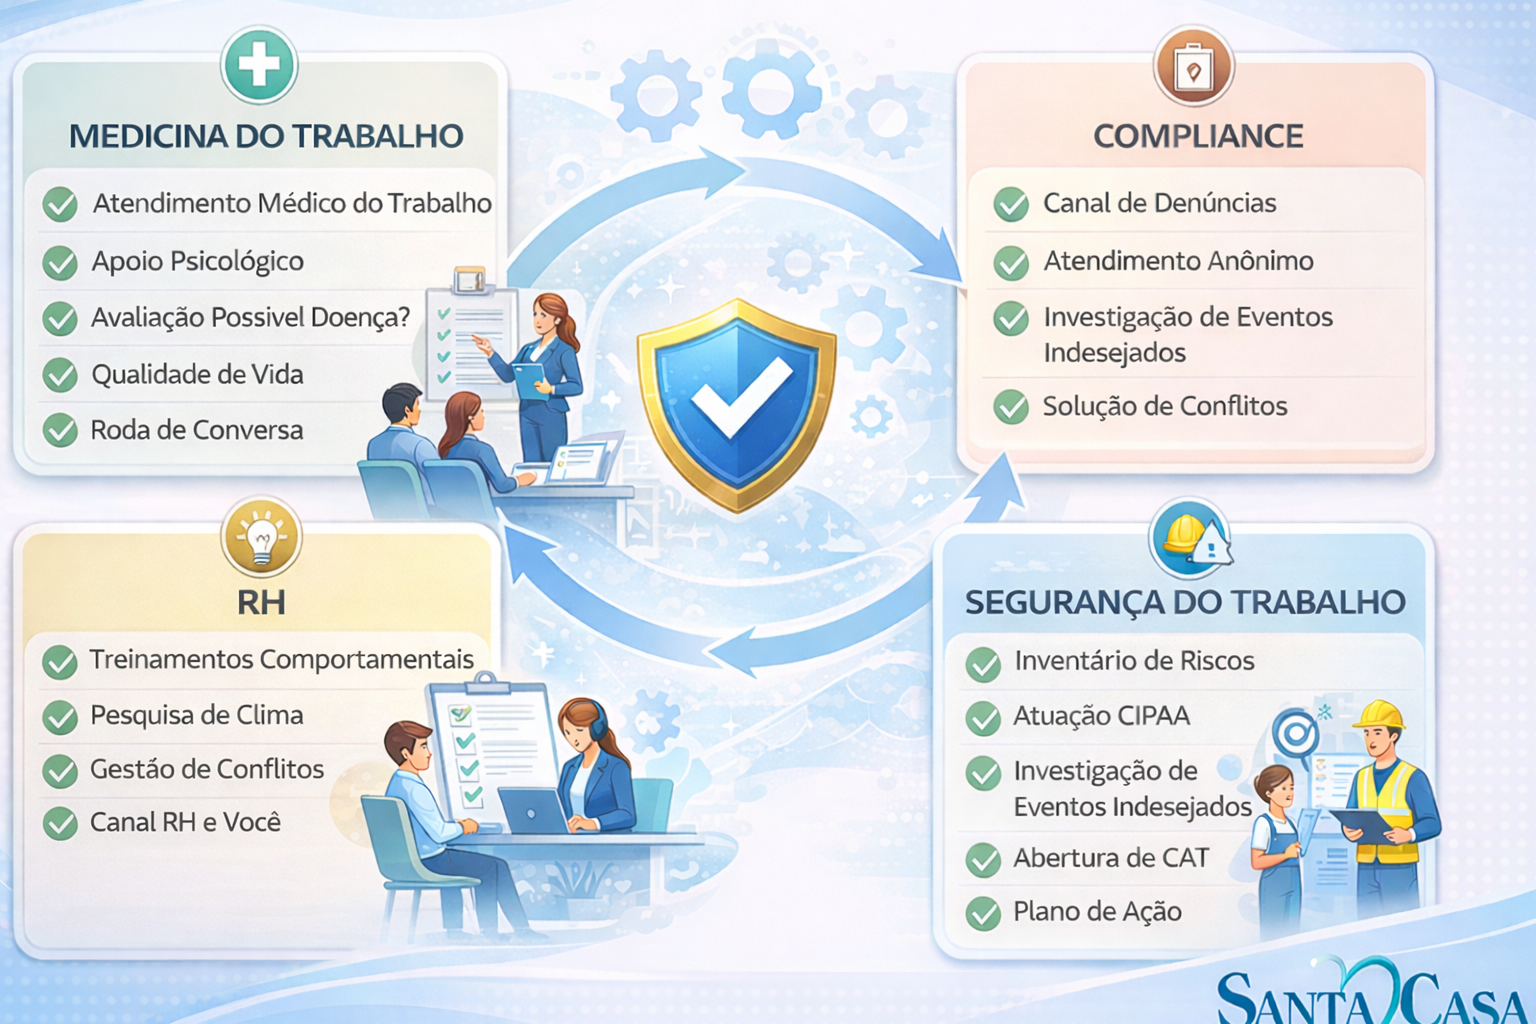 MEDICINA DO TRABALHO
Atendimento Médico do Trabalho
Apoio Psicológico
Avaliação Possivel Doença?
Qualidade de Vida
Roda de Conversa
COMPLIANCE
Canal de Denúncias
Atendimento Anônimo
Investigação de Eventos
Indesejados
Solução de Conflitos
RH
Treinamentos Comportamentais
Pesquisa de Clima
Gestão de Conflitos
Canal RH e Você
SEGURANÇA DO TRABALHO
Inventário de Riscos
Atuação CIPAA
Investigação de
Eventos Indesejados
Abertura de CAT
Plano de Ação
SANTA CASA